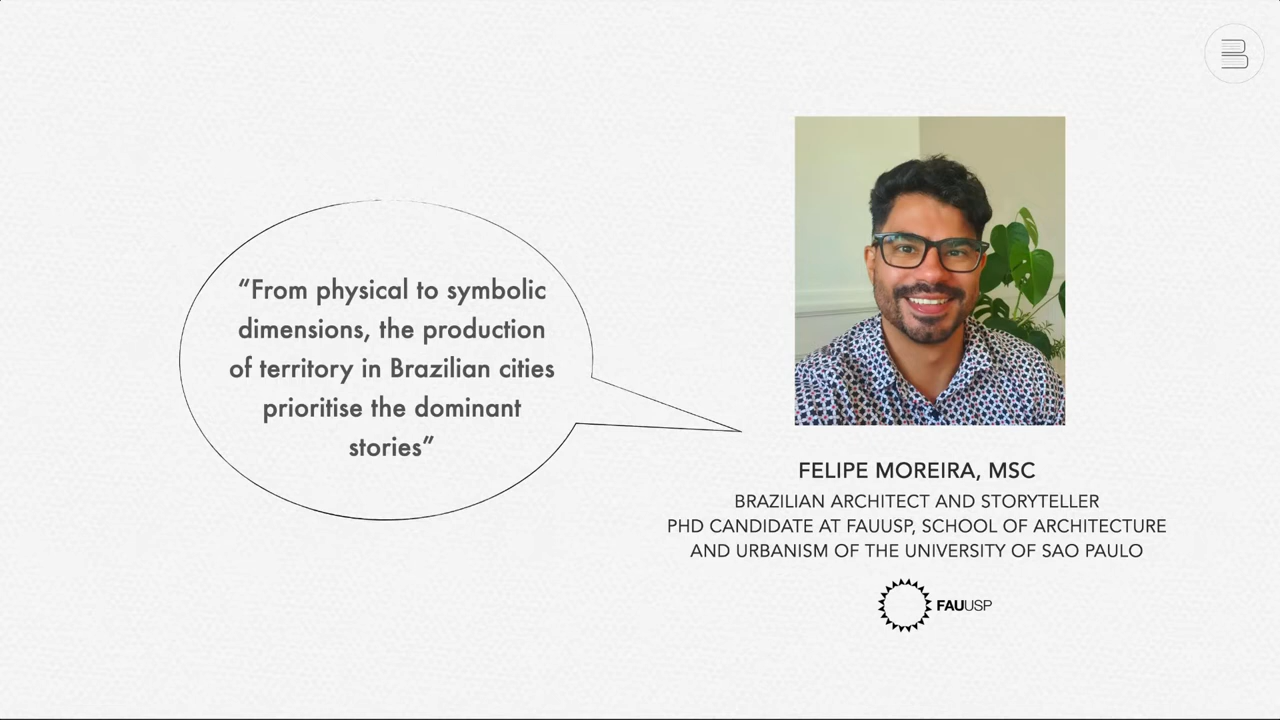 “From physical to symbolic
dimensions, the production
of territory in Brazilian cities
prioritise the dominant
stories”
FELIPE MOREIRA, MSC
BRAZILIAN ARCHITECT AND STORYTELLER
PHD CANDIDATE AT FAUUSP, SCHOOL OF ARCHITECTURE
AND URBANISM OF THE UNIVERSITY OF SAO PAULO
FAUUSP